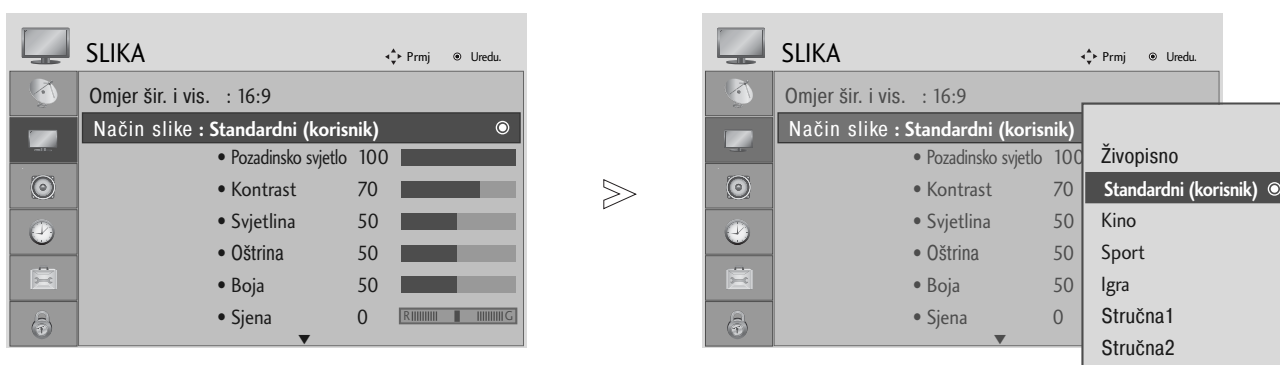 SLIKA Prmj Uredu.
Omjer šir. i vis. : 16:9
Način slike : Standardni (korisnik)
• Pozadinsko svjetlo 100
• Kontrast 70
• Svjetlina 50
• Oštrina 50
• Boja 50
• Sjena 0 R G
SLIKA Prmj Uredu.
Omjer šir. i vis. : 16:9
Način slike : Standardni (korisnik)
• Pozadinsko svjetlo 100
• Kontrast 70
• Svjetlina 50
• Oštrina 50
• Boja 50
• Sjena 0
Živopisno
Standardni (korisnik)
Kino
Sport
Igra
Stručna1
Stručna2